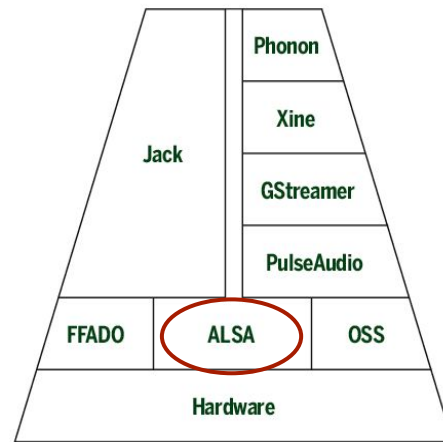 Phonon
Xine
Jack
GStreamer
PulseAudio
FFADO ALSA OSS
Hardware